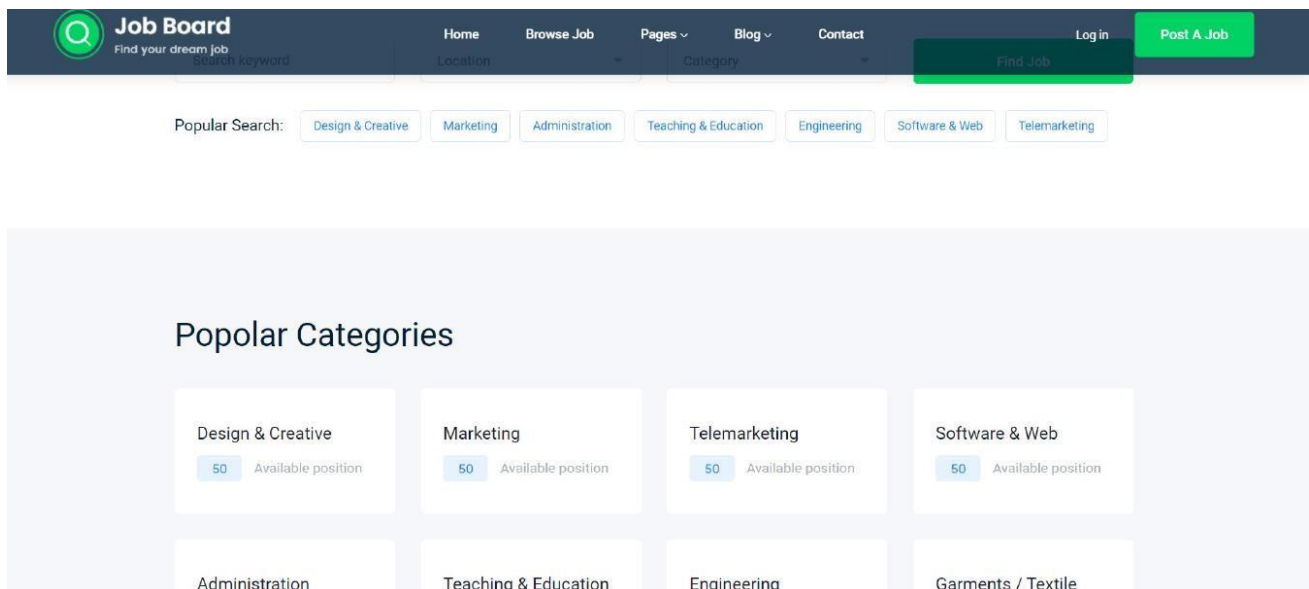 Job Board
Find your dream job
Home Browse Job Pages Blog Contact Log in Post A Job
Search keyword Location Category Find Job
Popular Search: Design & Creative Marketing Administration Teaching & Education Engineering Software & Web Telemarketing
Popolar Categories
Design & Creative Marketing Telemarketing Software & Web
50 Available position 50 Available position 50 Available position 50 Available position
Administration Teaching & Education Engineering Garments / Textile